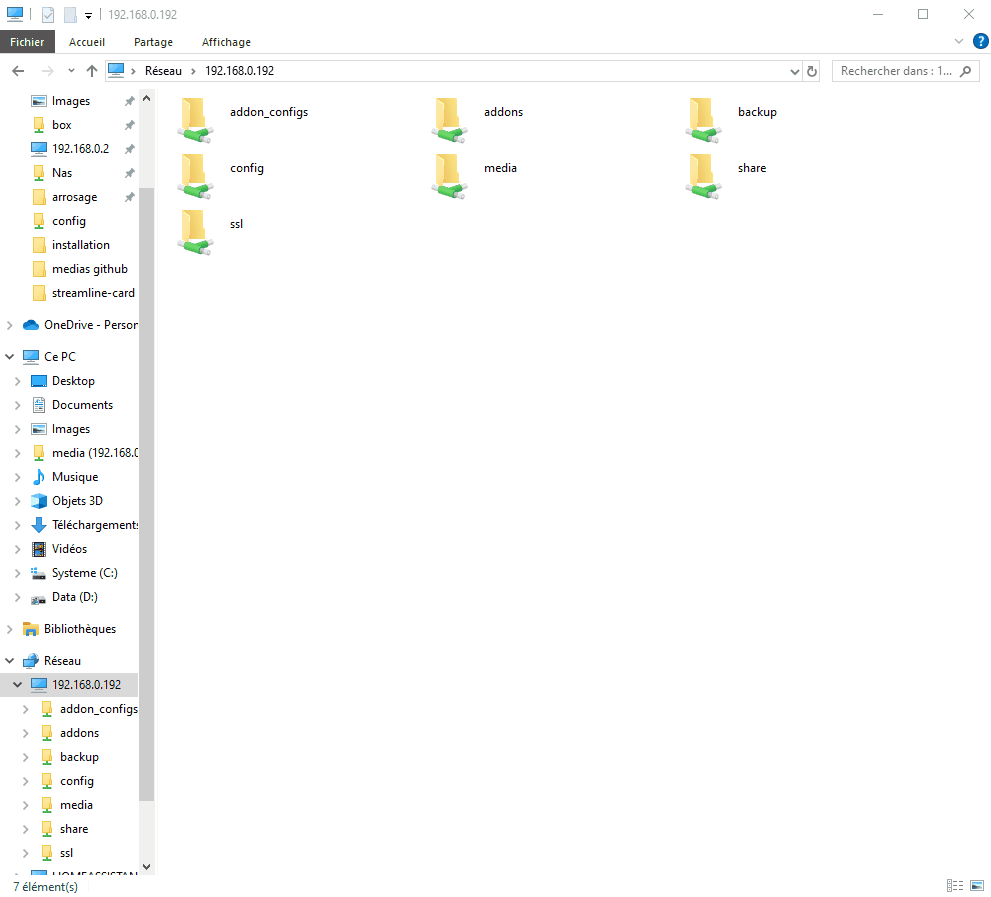 192.168.0.192
Fichier Accueil Partage Affichage
Réseau 192.168.0.192 Rechercher dans : 1...
Images
box
192.168.0.2
Nas
arrosage
config
installation
medias github
streamline-card
OneDrive - Person
Ce PC
Desktop
Documents
Images
media (192.168.0
Musique
Objets 3D
Téléchargements
Vidéos
Systeme (C:)
Data (D:)
Bibliothèques
Réseau
192.168.0.192
addon_configs
addons
backup
config
media
share
ssl
addon_configs addons backup
config media share
ssl
7 élément(s)